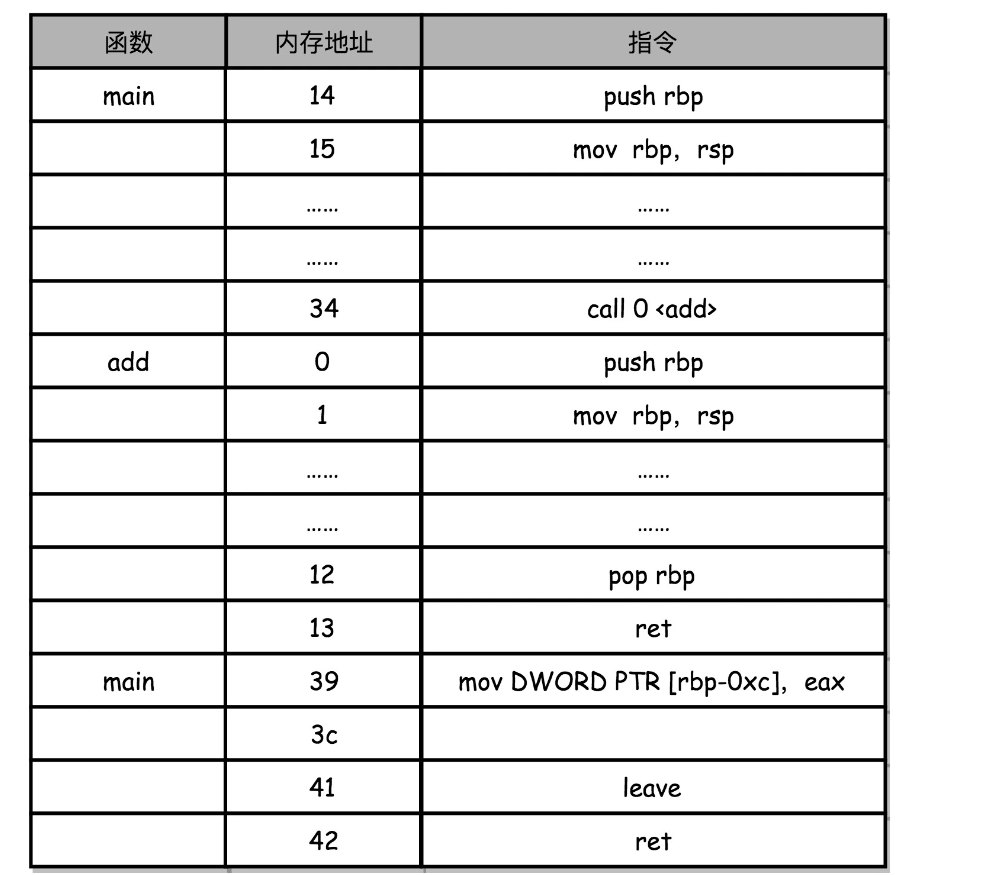 函数 内存地址 指令
main 14 push rbp
15 mov rbp, rsp
...... ......
...... ......
34 call 0 <add>
add 0 push rbp
1 mov rbp, rsp
...... ......
...... ......
12 pop rbp
13 ret
main 39 mov DWORD PTR [rbp-0xc], eax
3c
41 leave
42 ret